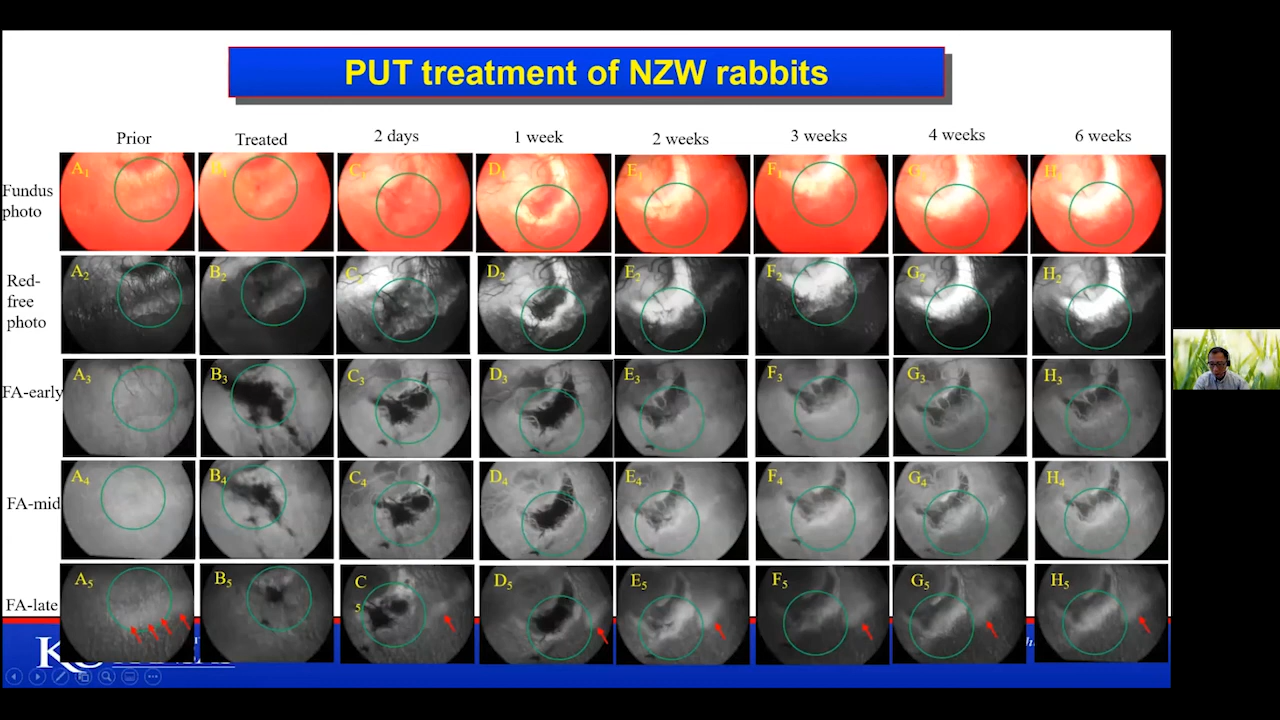 PUT treatment of NZW rabbits
Prior Treated 2 days 1 week 2 weeks 3 weeks 4 weeks 6 weeks
Fundus
photo
A1 B1 C1 D1 E1 F1 G1 H1
Red-
free
photo
A2 B2 C2 D2 E2 F2 G2 H2
FA-early
A3 B3 C3 D3 E3 F3 G3 H3
FA-mid
A4 B4 C4 D4 E4 F4 G4 H4
FA-late
A5 B5 C
5 D5 E5 F5 G5 H5